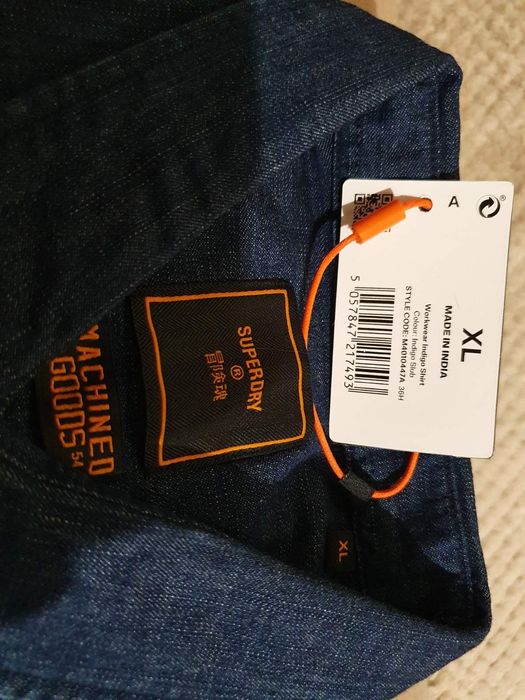 SUPERDRY
®
冒險魂
MACHINED
GOODS 54
XL
A
XL
MADE IN INDIA
Workwear Indigo Shirt
Colour: Indigo Slub
STYLE CODE: M4010447A 36H
5 057847 217493